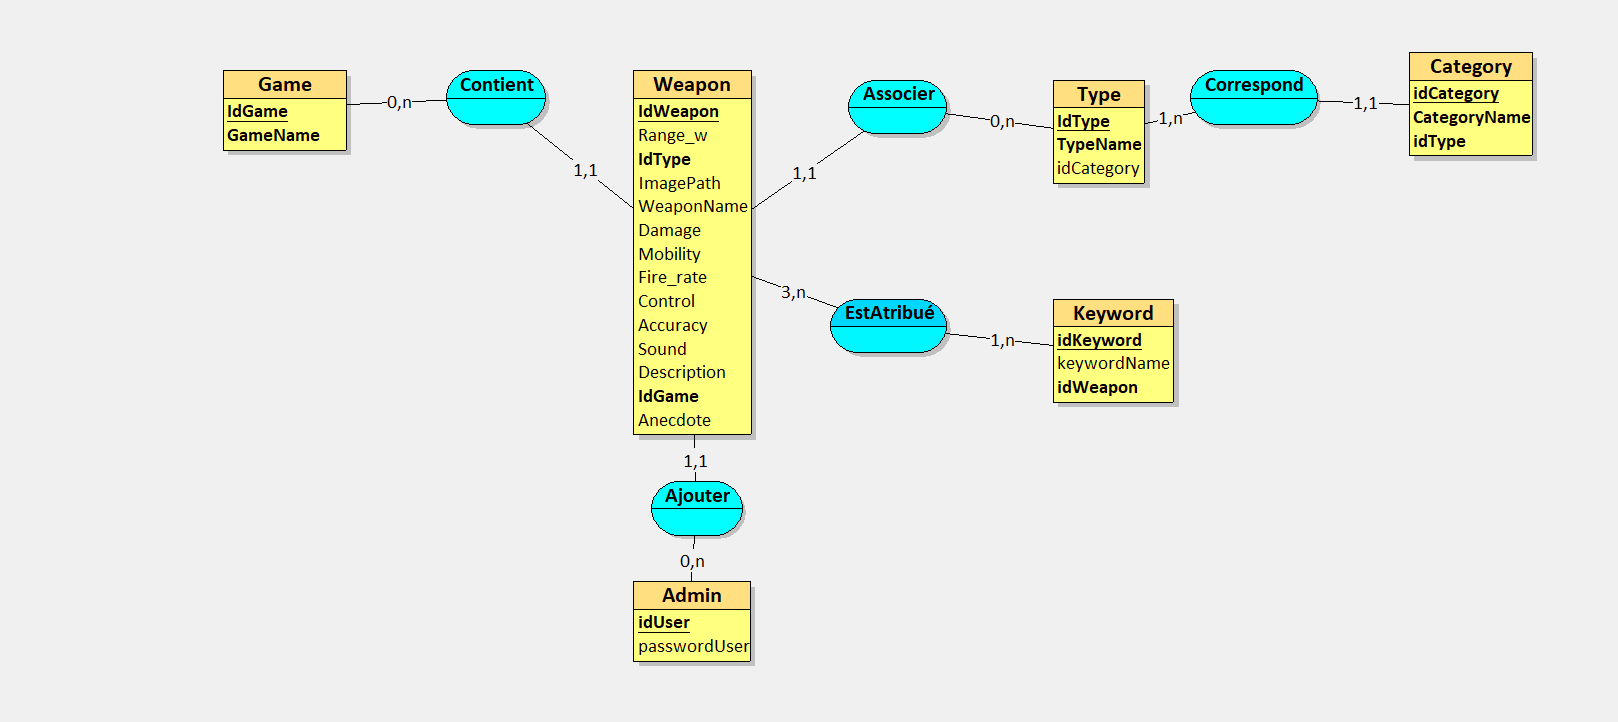 Game
IdGame
GameName
0,n
Contient
1,1
Weapon
IdWeapon
Range_w
IdType
ImagePath
WeaponName
Damage
Mobility
Fire_rate
Control
Accuracy
Sound
Description
IdGame
Anecdote
1,1
Associer
0,n
Type
IdType
TypeName
idCategory
1,n
Correspond
1,1
Category
idCategory
CategoryName
idType
3,n
EstAtribué
1,n
Keyword
idKeyword
keywordName
idWeapon
1,1
Ajouter
0,n
Admin
idUser
passwordUser